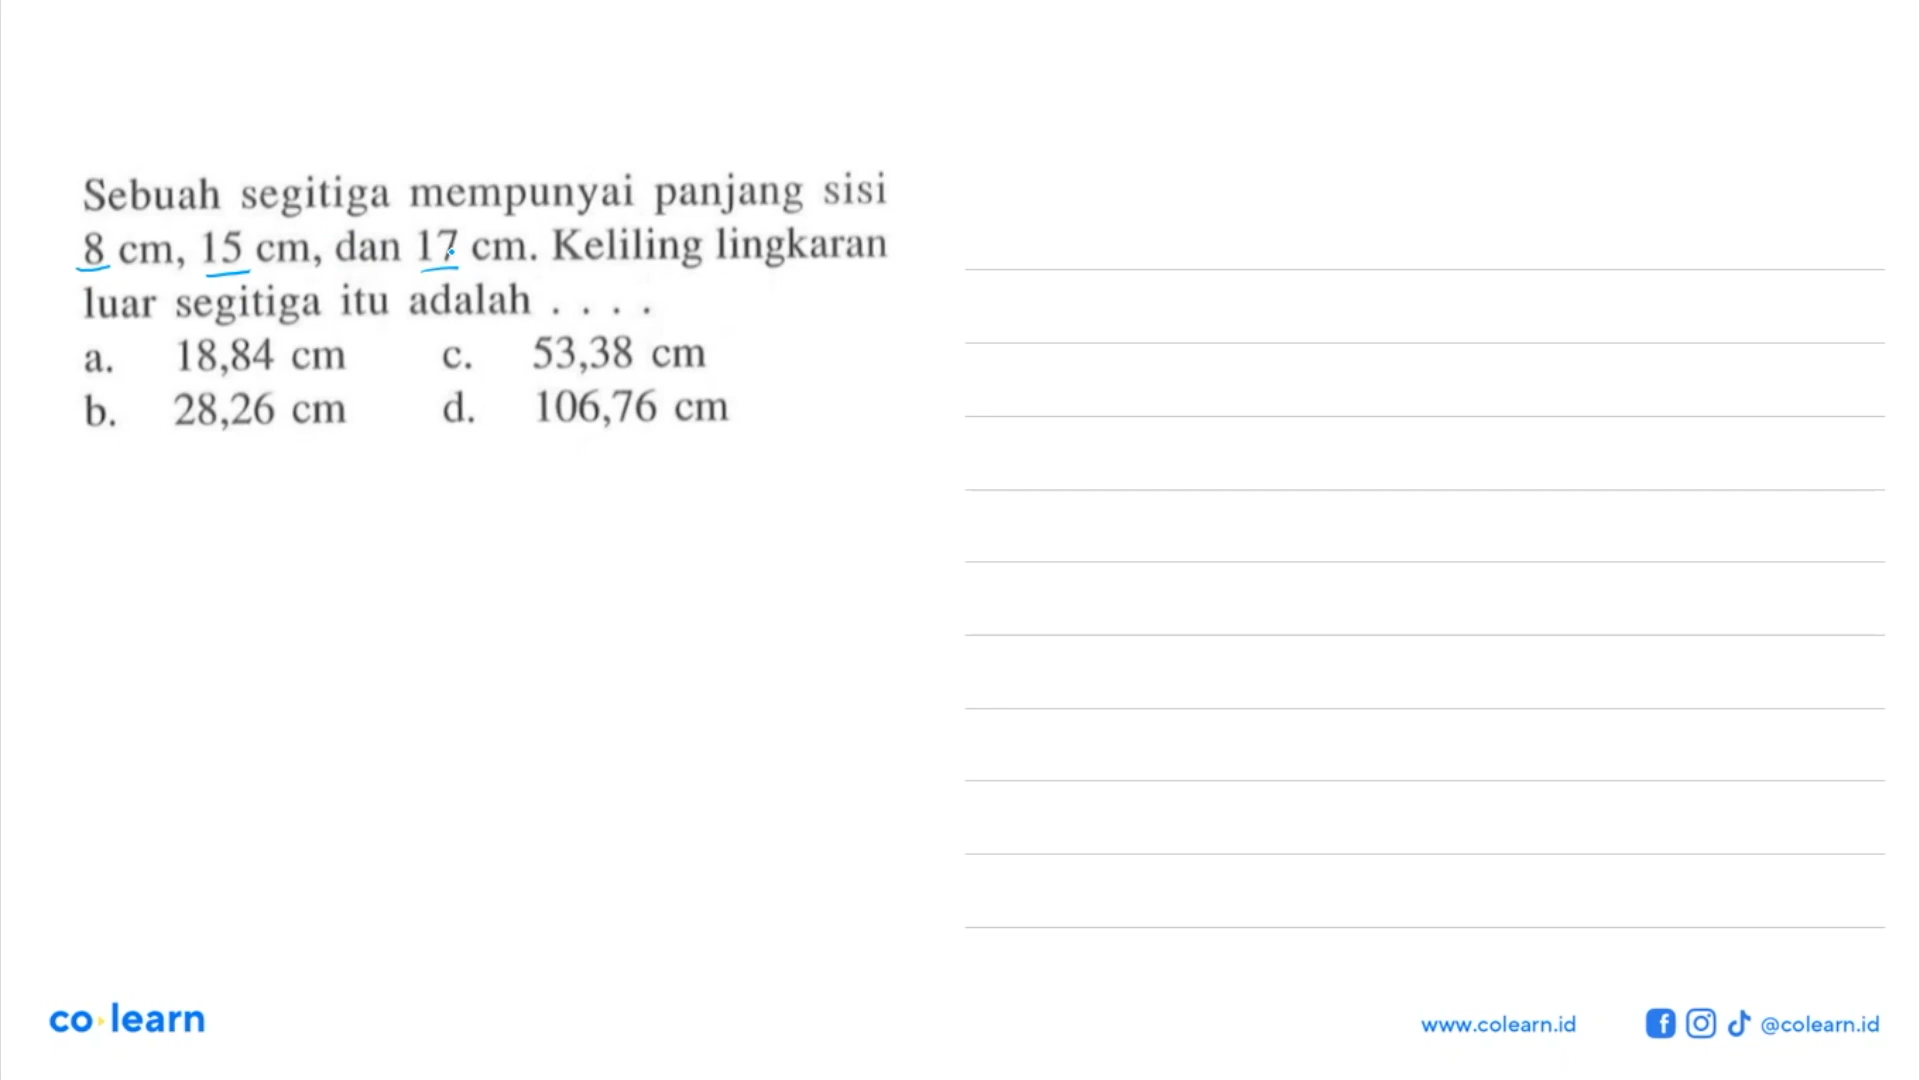 Sebuah segitiga mempunyai panjang sisi
8 cm, 15 cm, dan 17 cm. Keliling lingkaran
luar segitiga itu adalah . . . .
a. 18,84 cm c. 53,38 cm
b. 28,26 cm d. 106,76 cm
co learn
www.colearn.id @colearn.id